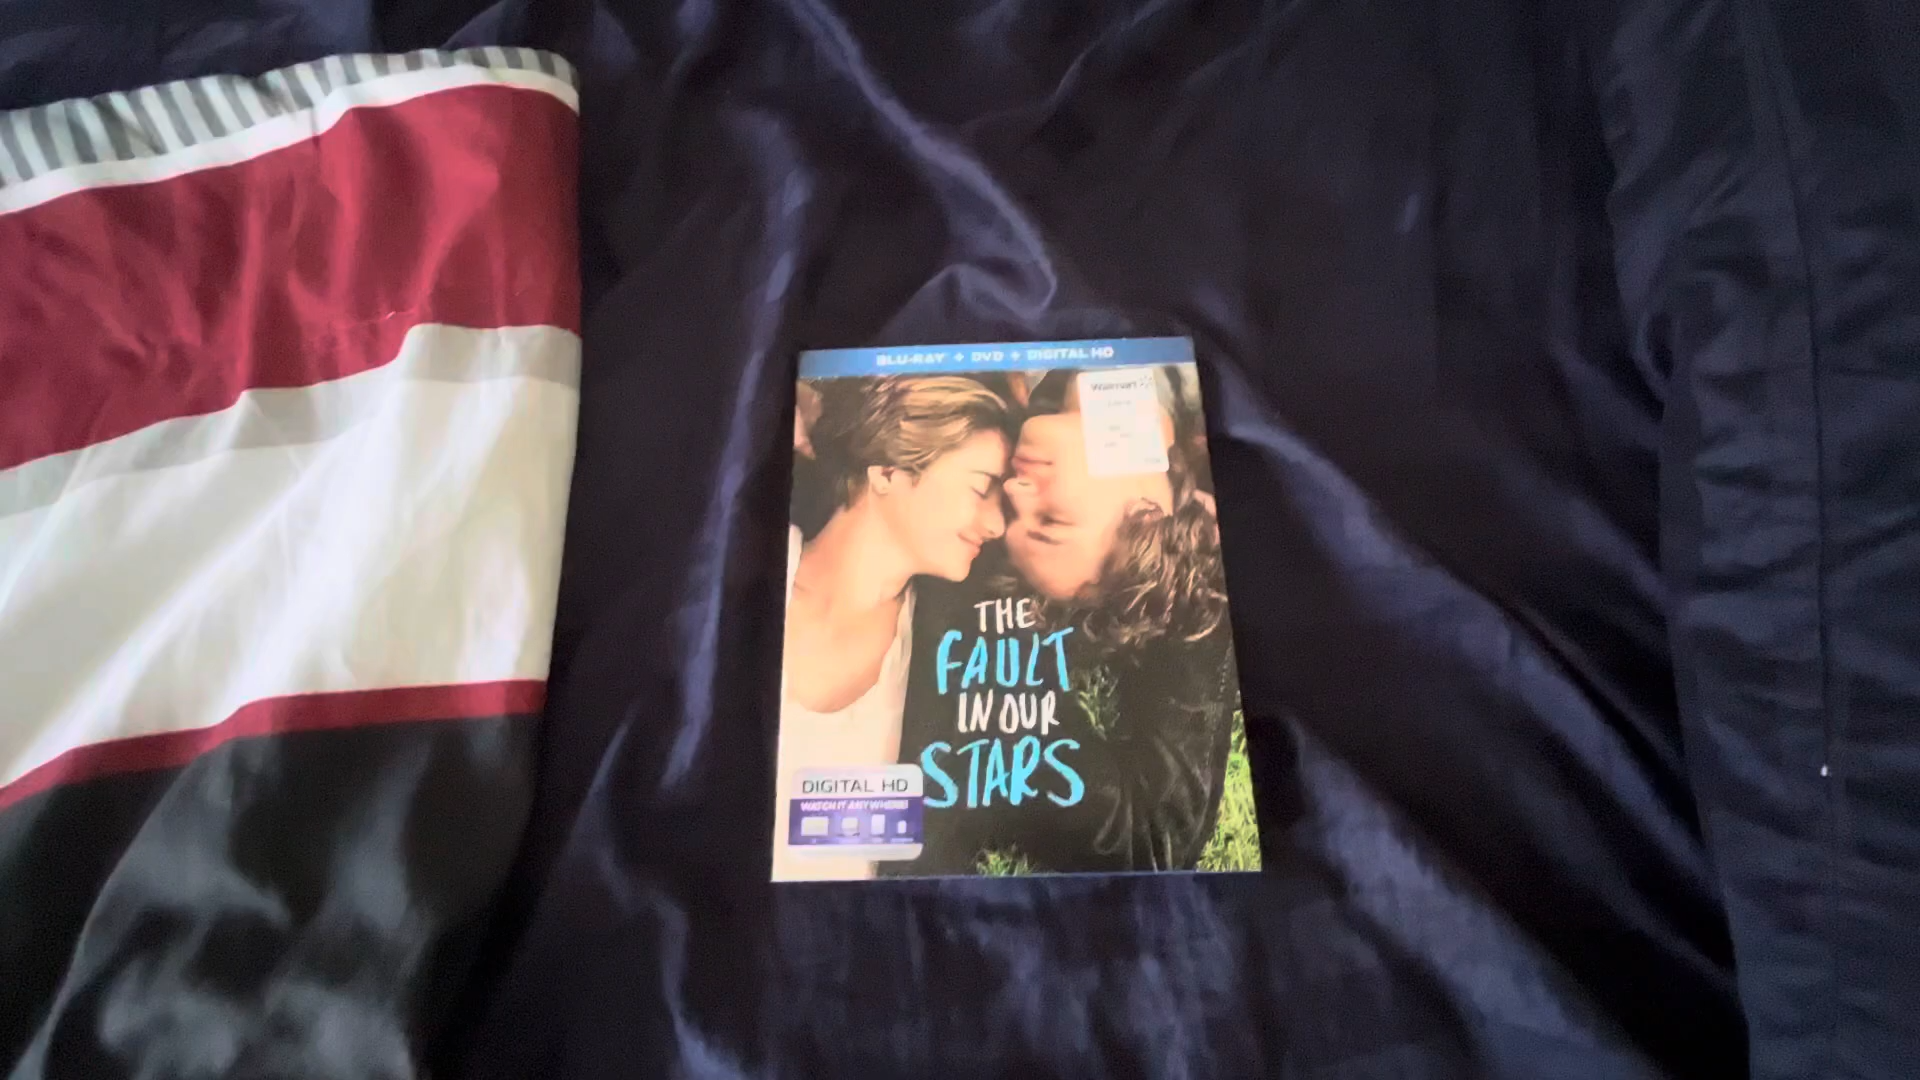 BLU-RAY + DVD + DIGITAL HD
Walmart
THE
FAULT
IN OUR
STARS
DIGITAL HD
WATCH IT ANYWHERE!